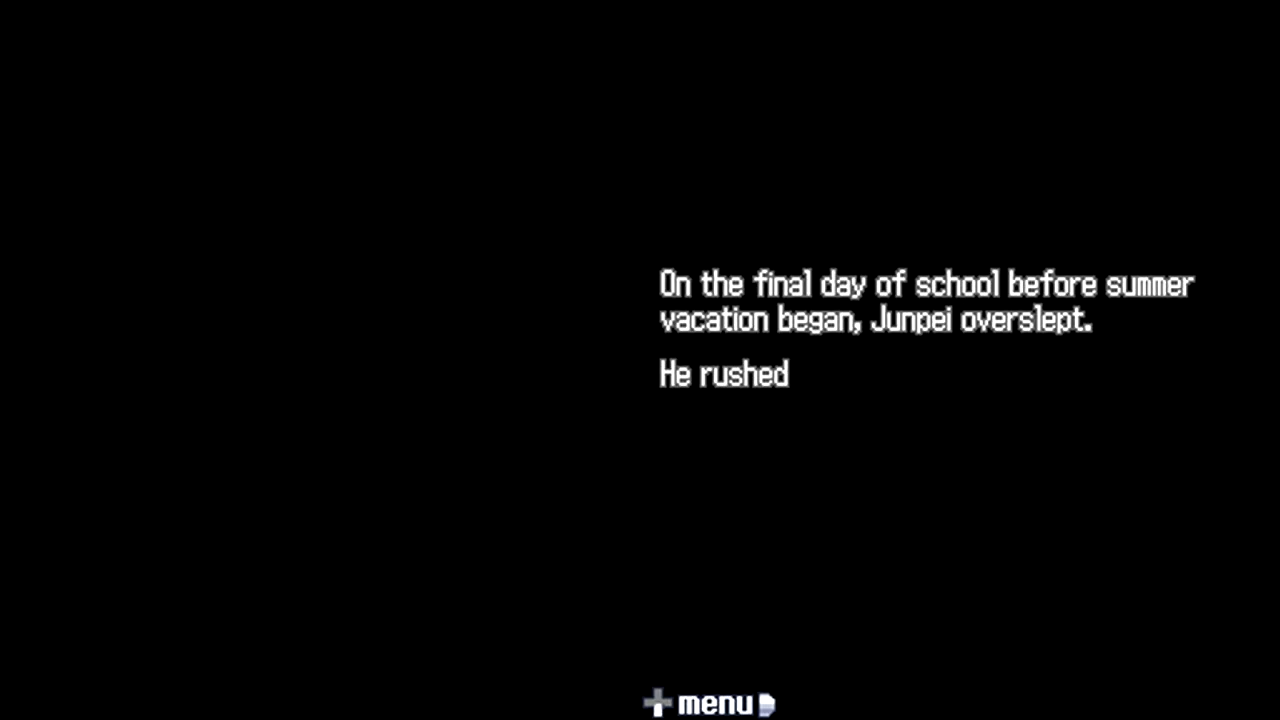 On the final day of school before summer
vacation began, Junpei overslept.
He rushed
menu